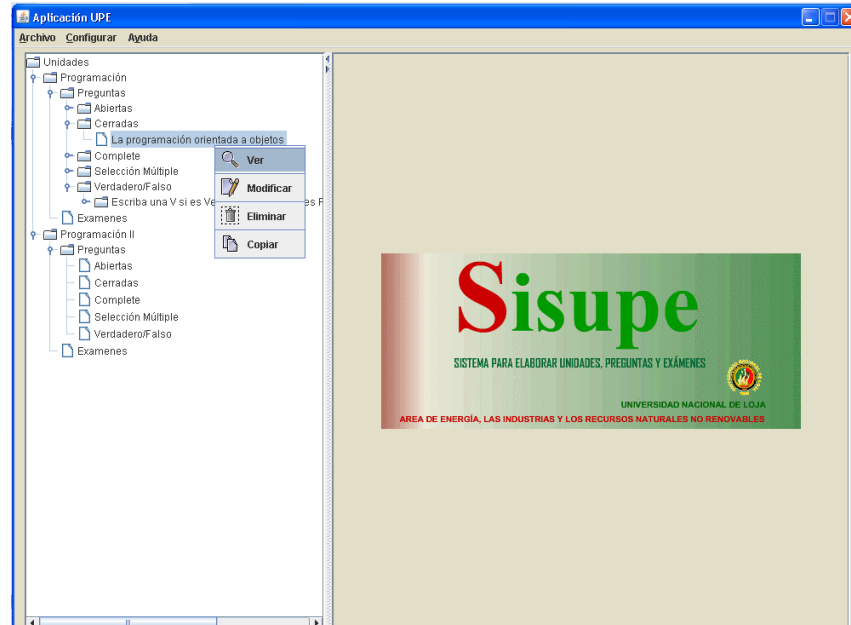 Aplicación UPE
Archivo Configurar Ayuda
Unidades
Programación
Preguntas
Abiertas
Cerradas
La programación orientada a objetos
Complete
Selección Múltiple
Verdadero/Falso
Escriba una V si es Ve es F
Examenes
Programación II
Preguntas
Abiertas
Cerradas
Complete
Selección Múltiple
Verdadero/Falso
Examenes
Ver
Modificar
Eliminar
Copiar
Sisupe
SISTEMA PARA ELABORAR UNIDADES, PREGUNTAS Y EXÁMENES
UNIVERSIDAD NACIONAL DE LOJA
AREA DE ENERGÍA, LAS INDUSTRIAS Y LOS RECURSOS NATURALES NO RENOVABLES